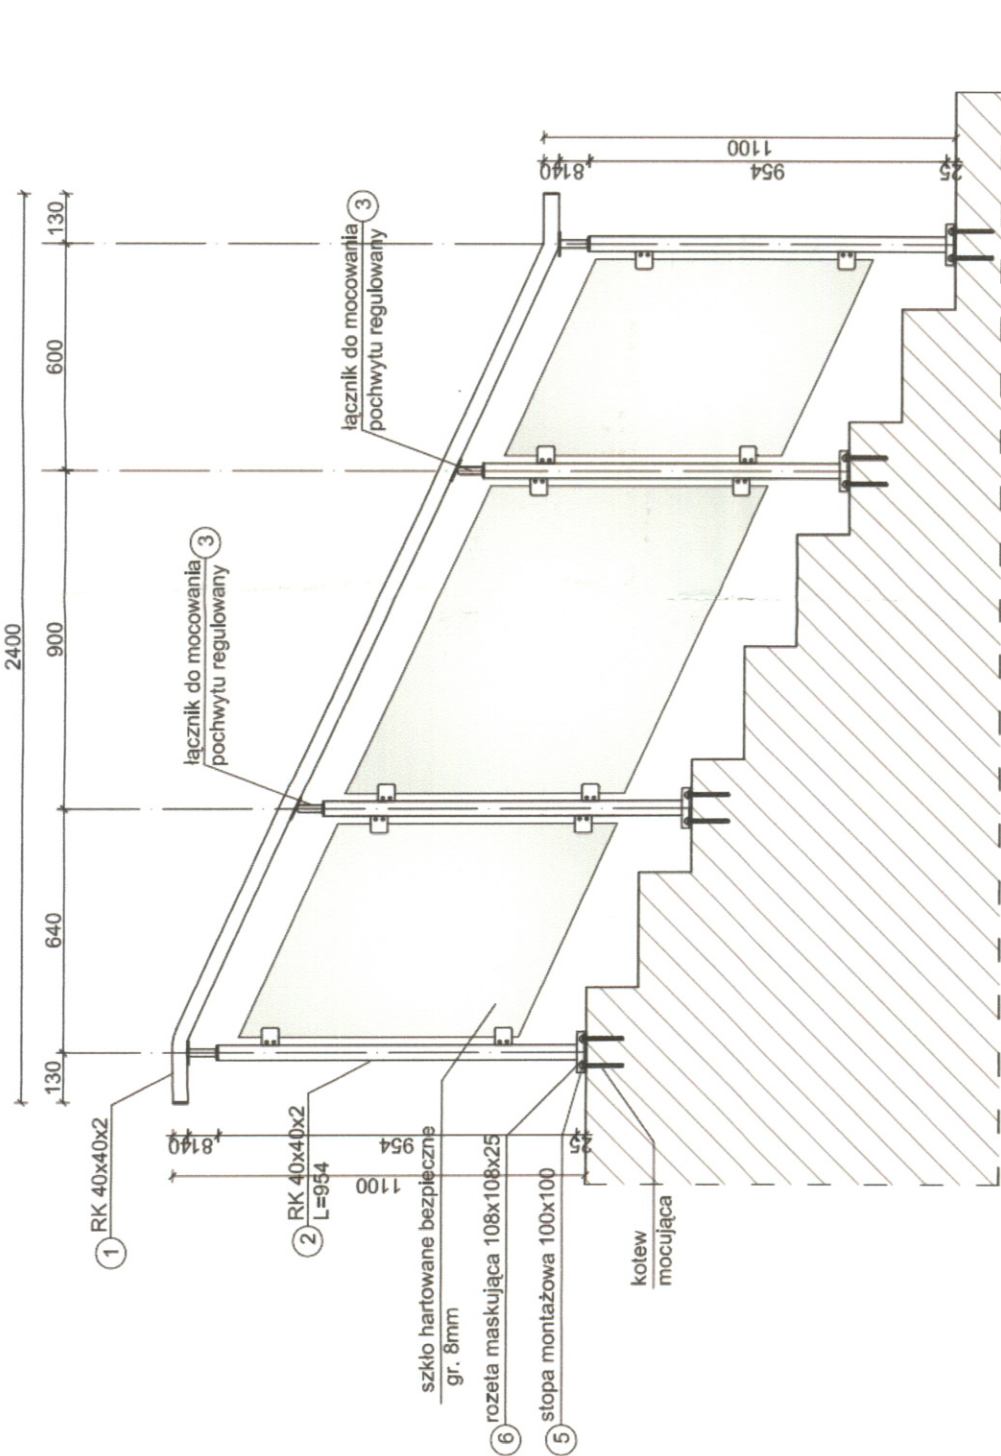 2400
130
640
900
600
130
1
RK 40x40x2
2
RK 40x40x2
L=954
szkło hartowane bezpieczne
gr. 8mm
6
rozeta maskująca 108x108x25
5
stopa montażowa 100x100
kotew
mocująca
łącznik do mocowania
pochwytu regulowany
3
łącznik do mocowania
pochwytu regulowany
3
40
81
954
25
1100
40
81
954
25
1100